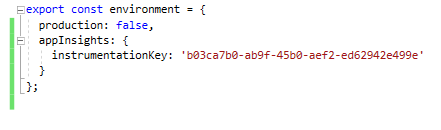 export const environment = {
production: false,
appInsights: {
instrumentationKey: 'b03ca7b0-ab9f-45b0-aef2-ed62942e499e'
}
};